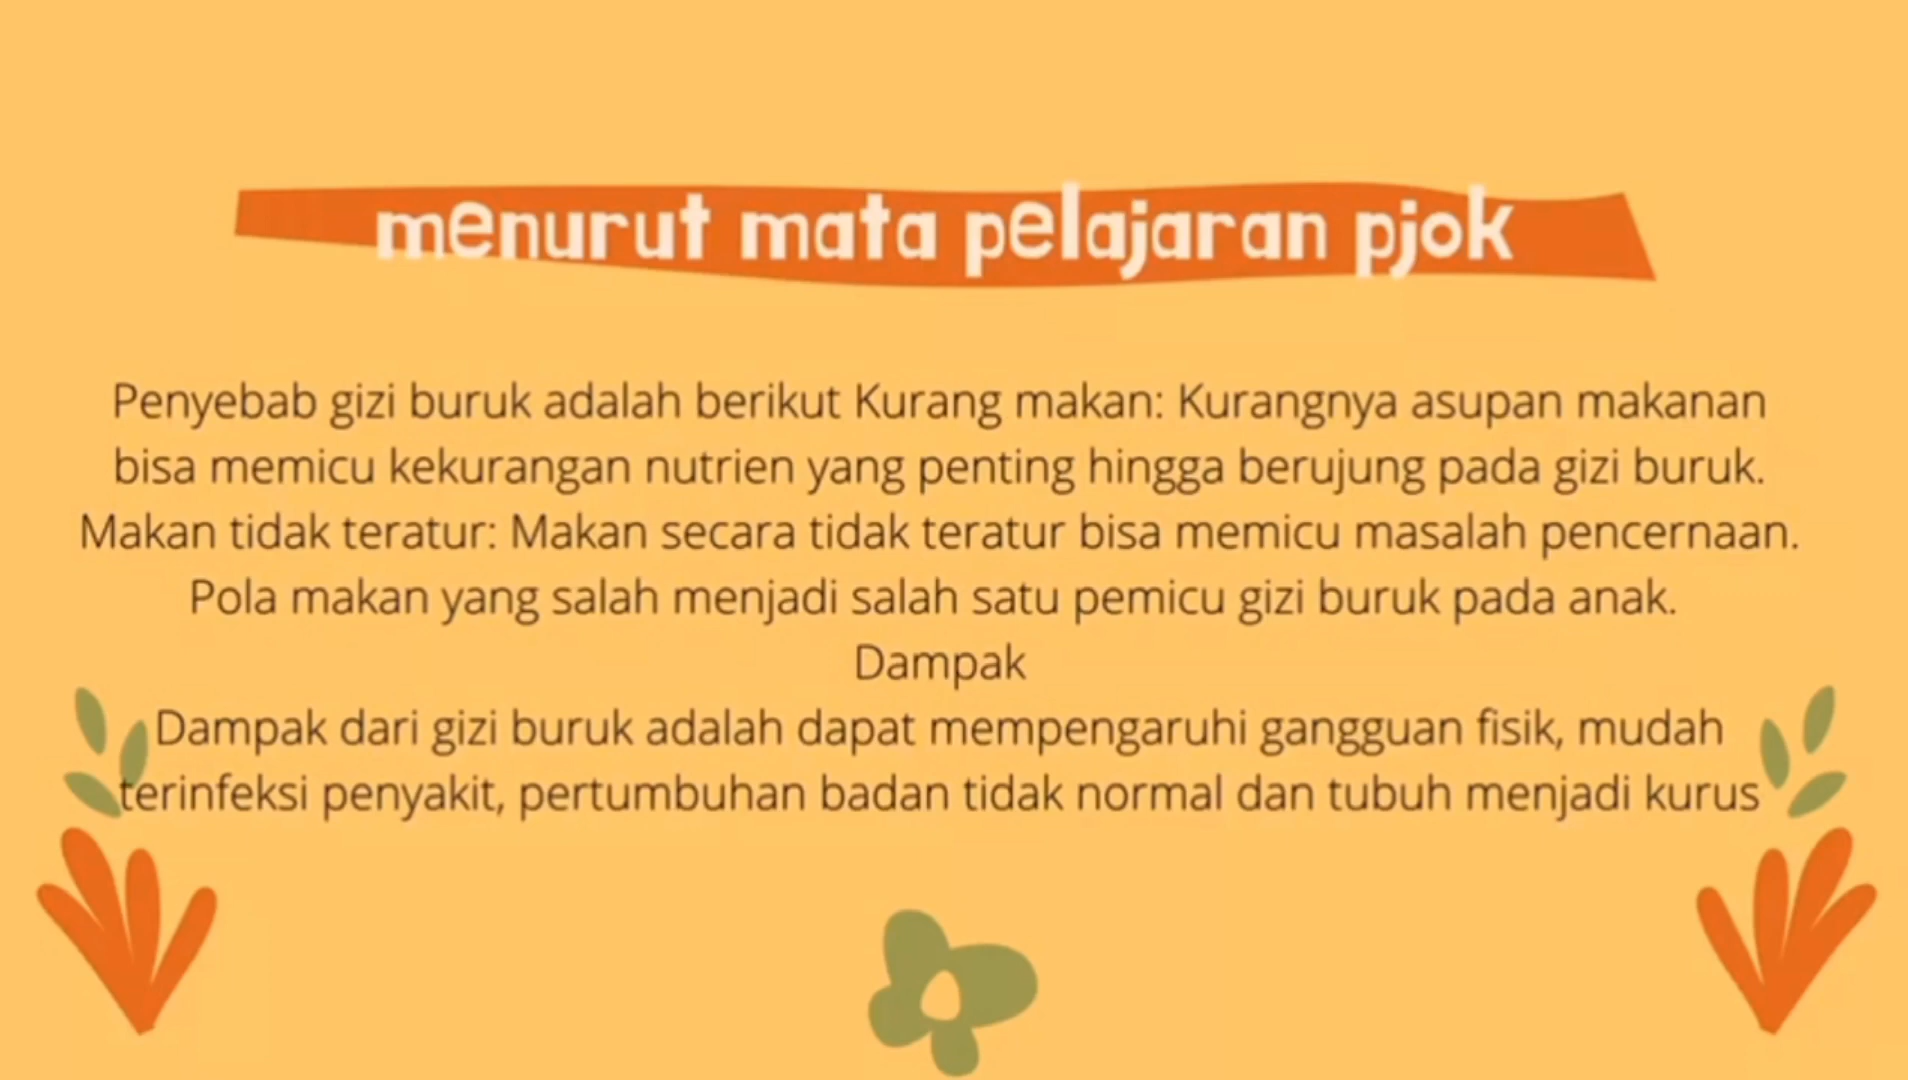 menurut mata pelajaran pjok
Penyebab gizi buruk adalah berikut Kurang makan: Kurangnya asupan makanan
bisa memicu kekurangan nutrien yang penting hingga berujung pada gizi buruk.
Makan tidak teratur: Makan secara tidak teratur bisa memicu masalah pencernaan.
Pola makan yang salah menjadi salah satu pemicu gizi buruk pada anak.
Dampak
Dampak dari gizi buruk adalah dapat mempengaruhi gangguan fisik, mudah
terinfeksi penyakit, pertumbuhan badan tidak normal dan tubuh menjadi kurus